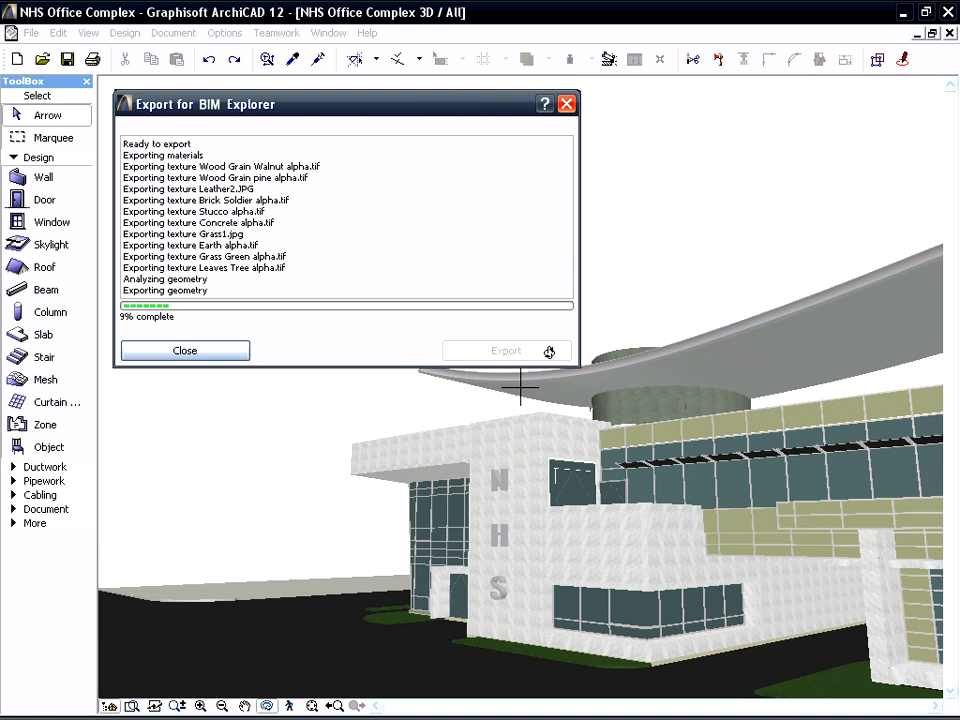 NHS Office Complex - Graphisoft ArchiCAD 12 - [NHS Office Complex 3D / All]
File Edit View Design Document Options Teamwork Window Help
ToolBox
Select
Arrow
Marquee
Design
Wall
Door
Window
Skylight
Roof
Beam
Column
Slab
Stair
Mesh
Curtain ...
Zone
Object
Ductwork
Pipework
Cabling
Document
More
Export for BIM Explorer
Ready to export
Exporting materials
Exporting texture Wood Grain Walnut alpha.tif
Exporting texture Wood Grain pine alpha.tif
Exporting texture Leather2.JPG
Exporting texture Brick Soldier alpha.tif
Exporting texture Stucco alpha.tif
Exporting texture Concrete alpha.tif
Exporting texture Grass1.jpg
Exporting texture Earth alpha.tif
Exporting texture Grass Green alpha.tif
Exporting texture Leaves Tree alpha.tif
Analyzing geometry
Exporting geometry
9% complete
Close Export
N
H
S